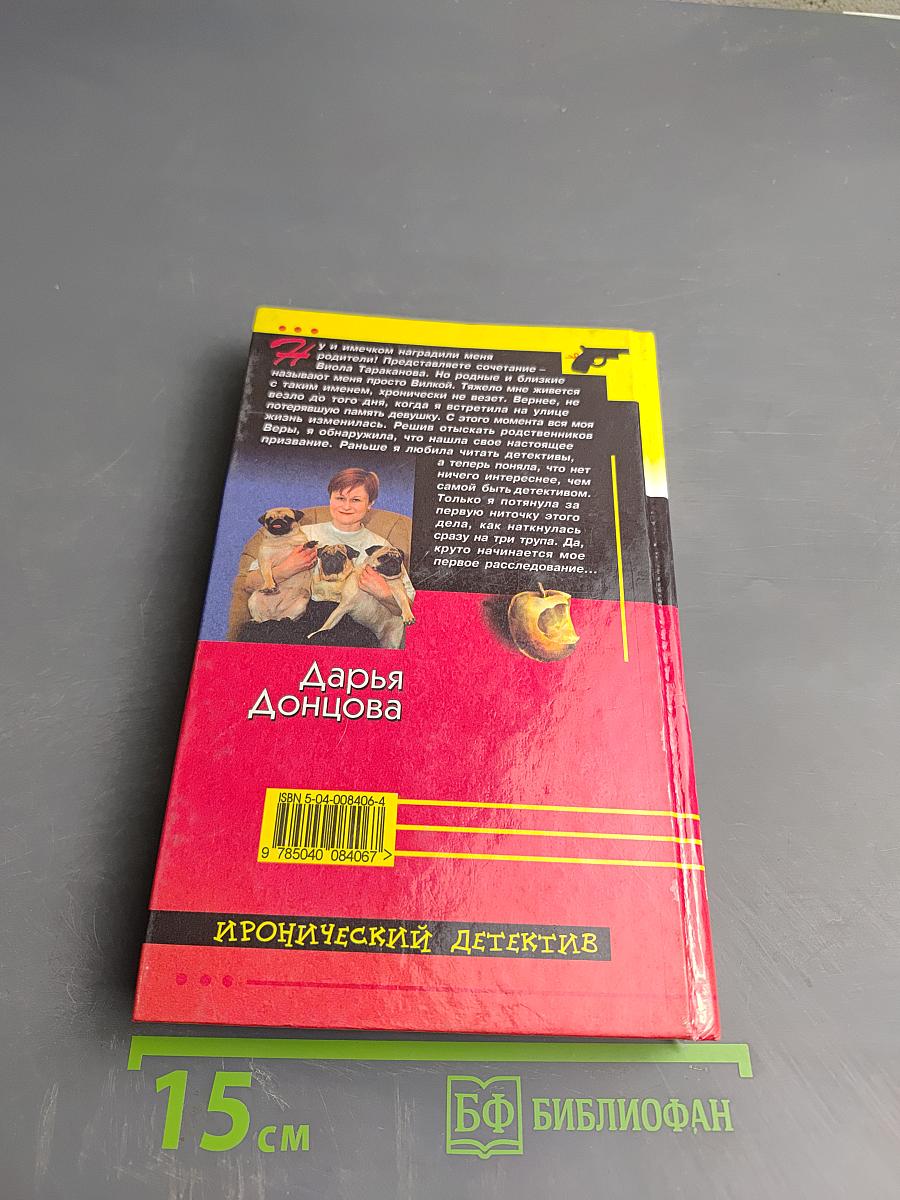 Ну и имечком наградили меня
родители! Представляете сочетание –
Виола Тараканова. Но родные и близкие
называют меня просто Вилкой. Тяжело мне живется
с таким именем, хронически не везет. Вернее, не
везло до того дня, когда я встретила на улице
потерявшую память девушку. С этого момента вся моя
жизнь изменилась. Решив отыскать родственников
Веры, я обнаружила, что нашла свое настоящее
призвание. Раньше я любила читать детективы,
а теперь поняла, что нет
ничего интереснее, чем
самой быть детективом.
Только я потянула за
первую ниточку этого
дела, как наткнулась
сразу на три трупа. Да,
круто начинается мое
первое расследование...
Дарья
Донцова
ISBN 5-04-008406-4
9 785040 084067 >
ИРОНИЧЕСКИЙ ДЕТЕКТИВ
15 см
БФ БИБЛИОФАН